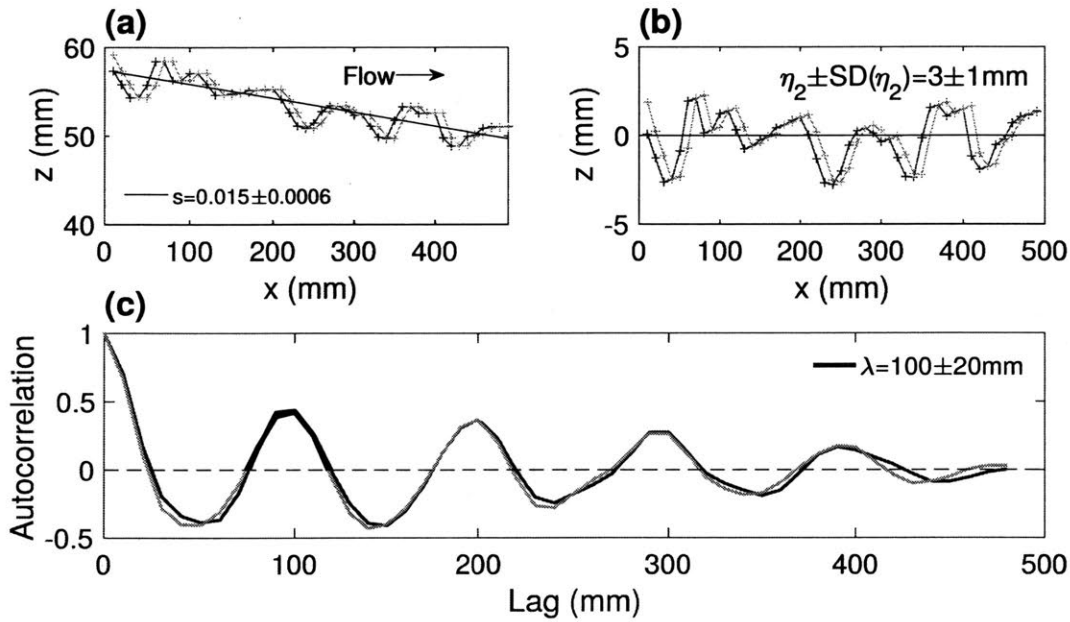 (a)
60
50
40
z (mm)
Flow
s=0.015±0.0006
0 100 200 300 400
x (mm)
(b)
5
0
-5
z (mm)
η₂±SD(η₂)=3±1mm
0 100 200 300 400 500
x (mm)
(c)
1
0.5
0
-0.5
Autocorrelation
λ=100±20mm
0 100 200 300 400 500
Lag (mm)